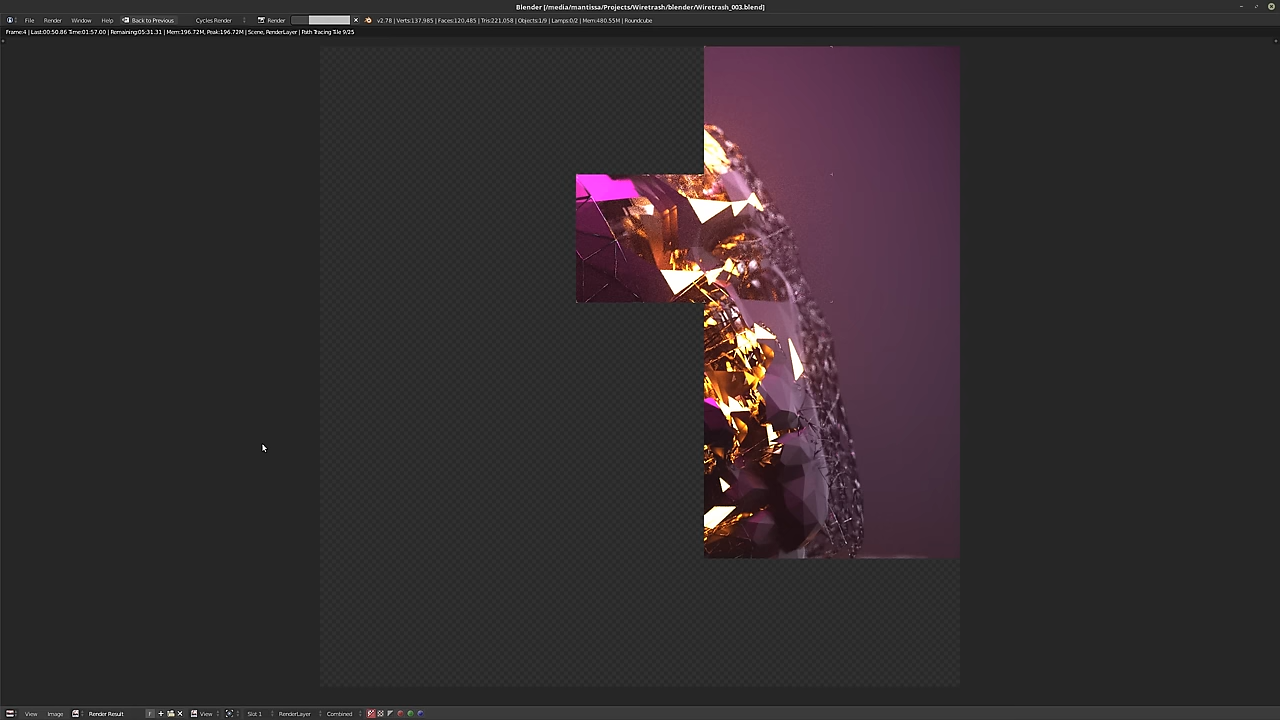 Blender [/media/mantissa/Projects/Wiretrash/blender/Wiretrash_003.blend]
File Render Window Help Back to Previous Cycles Render Render v2.78 | Verts:137,985 | Faces:120,485 | Tris:221,058 | Objects:1/9 | Lamps:0/2 | Mem:480.55M | Roundcube
Frame:4 | Last:00:50.86 Time:01:57.00 | Remaining:05:31.31 | Mem:196.72M, Peak:196.72M | Scene, RenderLayer | Path Tracing Tile 9/25
View Image Render Result F View Slot 1 RenderLayer Combined